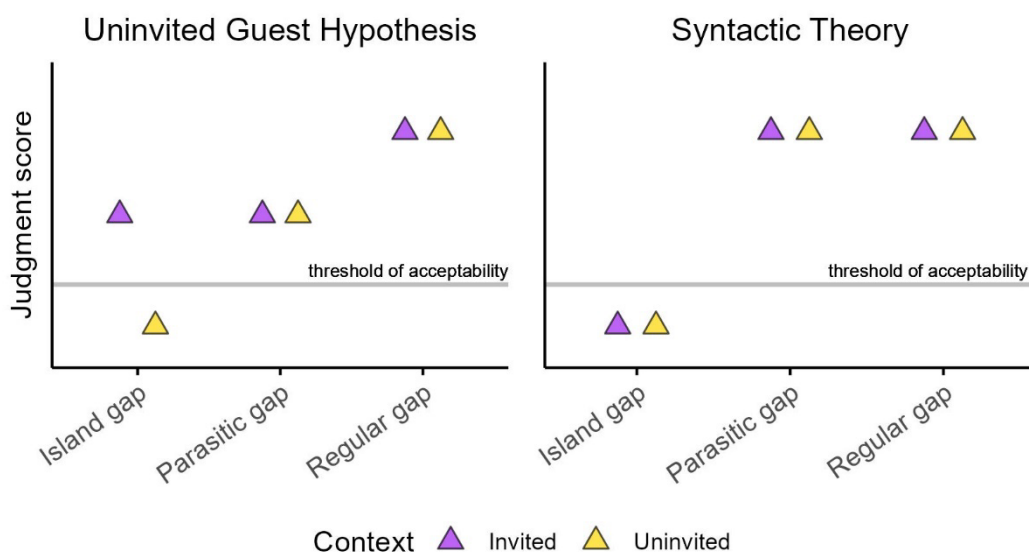 Uninvited Guest Hypothesis
Syntactic Theory
Judgment score
threshold of acceptability
threshold of acceptability
Island gap
Parasitic gap
Regular gap
Island gap
Parasitic gap
Regular gap
Context Invited Uninvited